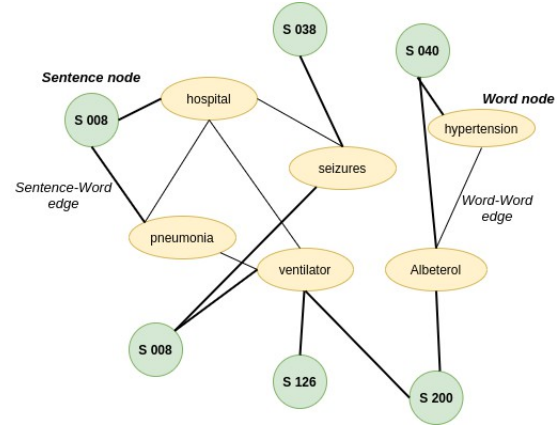 S 038
S 040
Sentence node
hospital
Word node
S 008
hypertension
seizures
Sentence-Word
edge
Word-Word
edge
pneumonia
ventilator
Albeterol
S 008
S 126
S 200